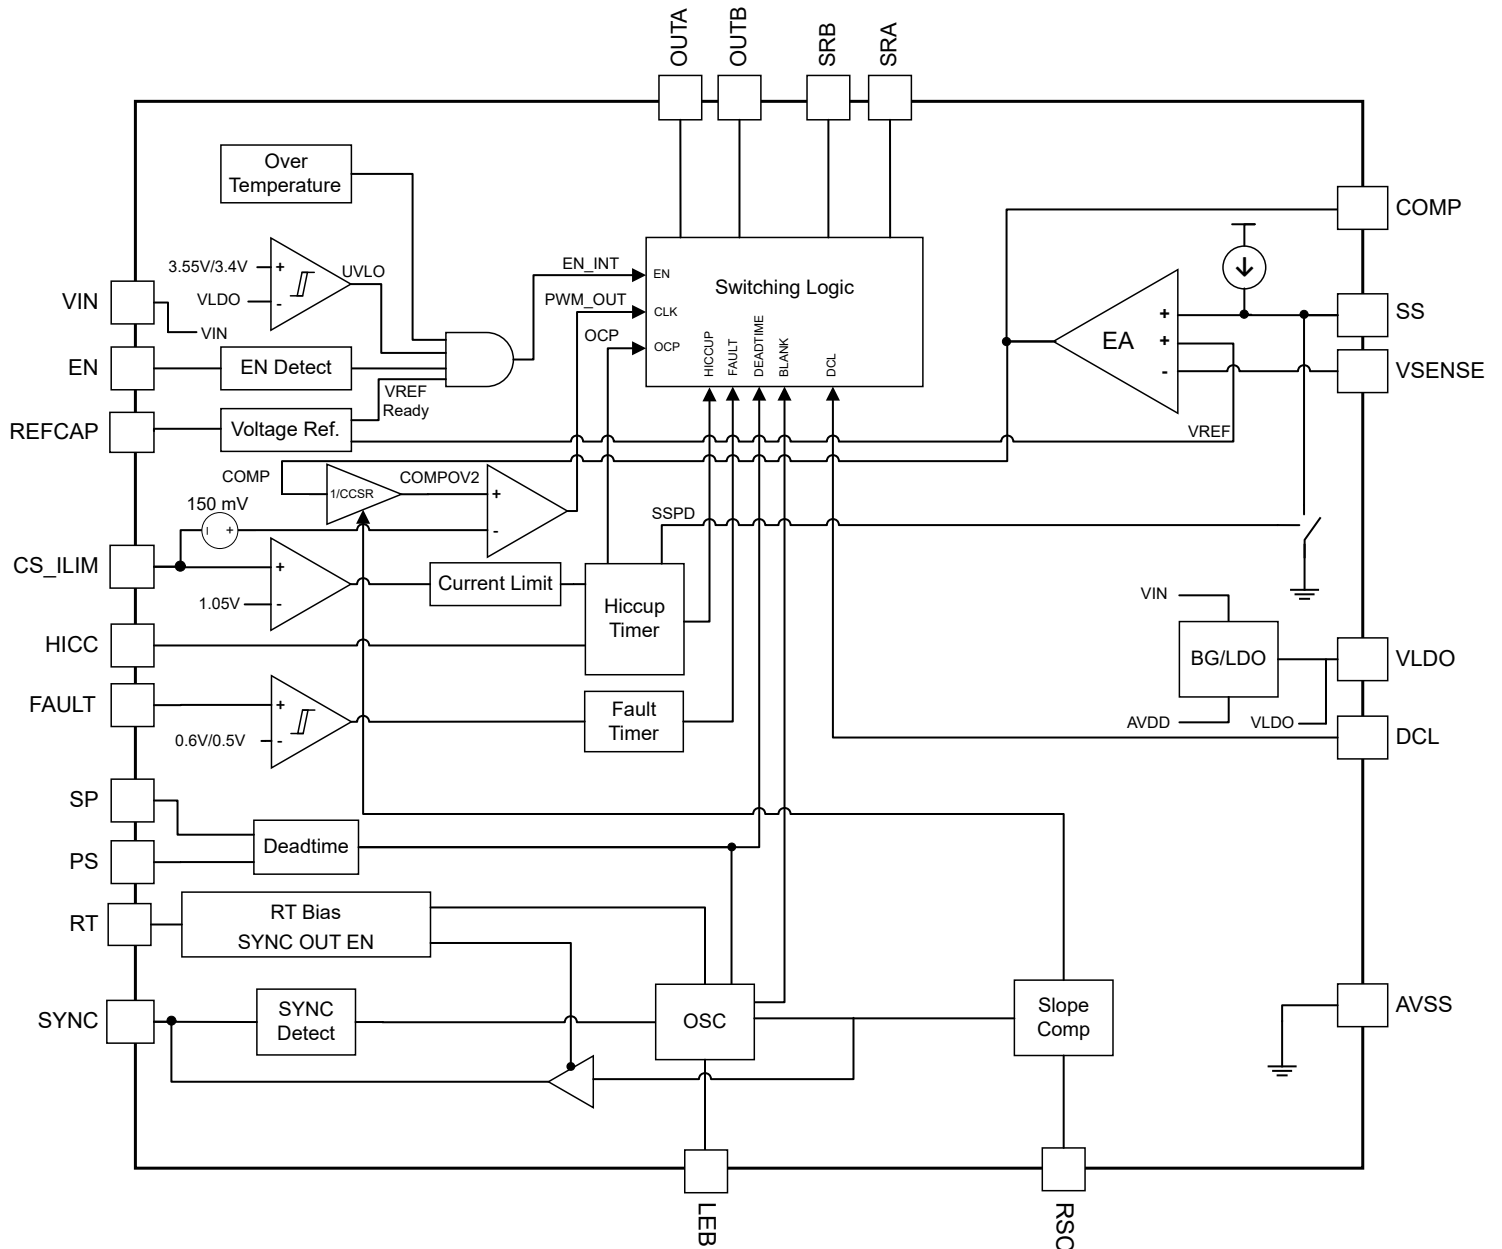 OUTA
OUTB
SRB
SRA
Over
Temperature
COMP
3.55V/3.4V
+
UVLO
VLDO
-
VIN
VIN
EN_INT
EN
Switching Logic
PWM_OUT
CLK
OCP
OCP
HICCUP
FAULT
DEADTIME
BLANK
DCL
+
SS
EA
+
-
VSENSE
EN
EN Detect
VREF
Ready
REFCAP
Voltage Ref.
VREF
COMP
1/CCSR
COMPOV2
+
-
150 mV
+
SSPD
CS_ILIM
+
1.05V
-
Current Limit
Hiccup
Timer
HICC
VIN
BG/LDO
VLDO
AVDD
VLDO
FAULT
+
0.6V/0.5V
-
Fault
Timer
DCL
SP
PS
Deadtime
RT
RT Bias
SYNC OUT EN
SYNC
SYNC
Detect
OSC
Slope
Comp
AVSS
LEB
RSC